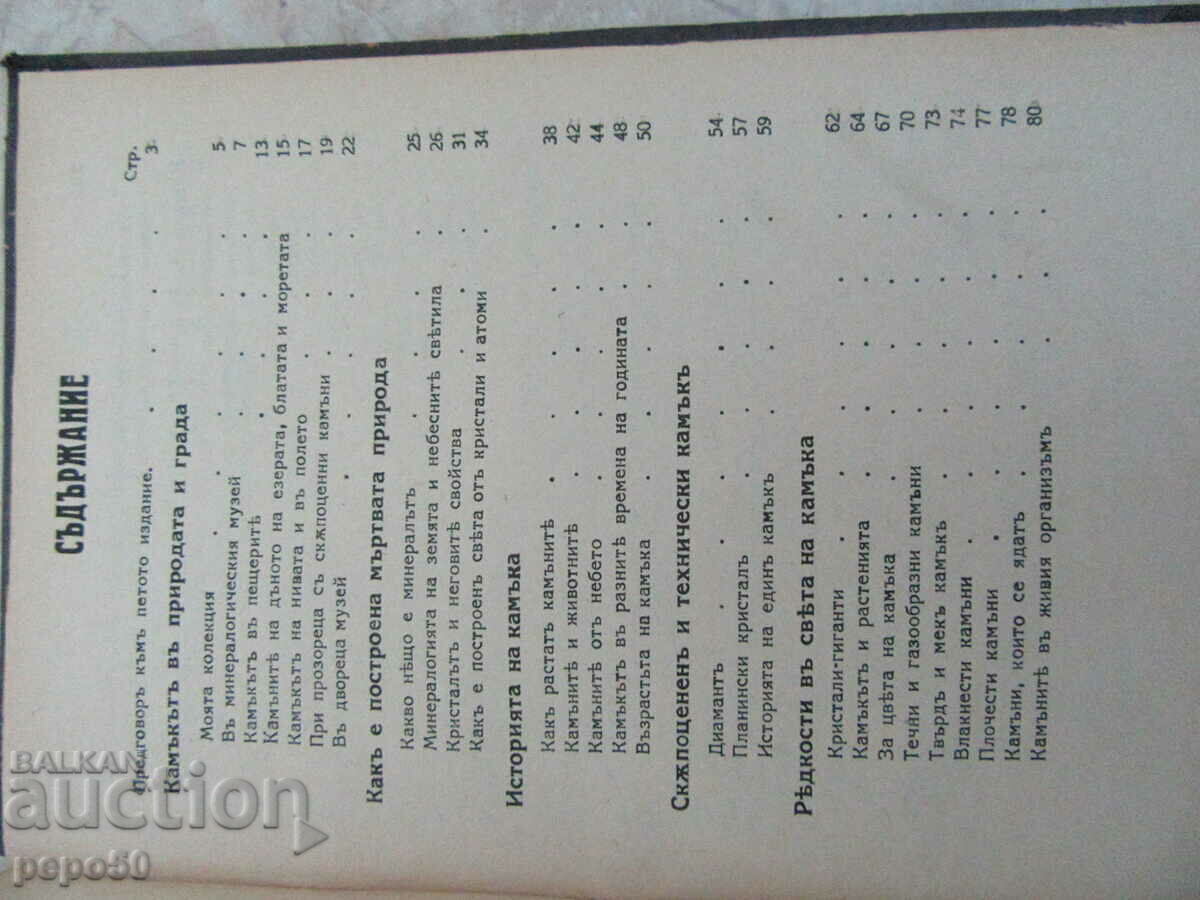 СЪДЪРЖАНИЕ
Стр.
Предговоръ къмъ петото издание. . . . . . 3
Камъкътъ въ природата и града
Моята колекция . . . . . 5
Въ минералогическия музей . . . . 7
Камъкътъ въ пещеритѣ . . . . 13
Камънитѣ на дъното на езерата, блатата и моретата 15
Камъкътъ на нивата и въ полето . . . 17
При прозореца съ скѫпоценни камъни . . . 19
Въ двореца музей . . . . . 22
Какъ е построена мъртвата природа
Какво нѣщо е минералътъ . . . . 25
Минералогията на земята и небеснитѣ свѣтила . 26
Кристалътъ и неговитѣ свойства . . . 31
Какъ е построенъ свѣта отъ кристали и атоми . 34
Историята на камъка
Какъ растатъ камънитѣ . . . . . 38
Камънитѣ и животнитѣ . . . . 42
Камънитѣ отъ небето . . . . . 44
Камъкътъ въ разнитѣ времена на годината . . 48
Възрастьта на камъка . . . . . 50
Скѫпоцененъ и технически камъкъ
Диамантъ . . . . . . 54
Планински кристалъ . . . . . 57
Историята на единъ камъкъ . . . . 59
Рѣдкости въ свѣта на камъка
Кристали-гиганти . . . . . 62
Камъкътъ и растенията . . . . 64
За цвѣта на камъка . . . . . 67
Течни и газообразни камъни . . . . 70
Твърдъ и мекъ камъкъ . . . . 73
Влакнести камъни . . . . . 74
Плочести камъни . . . . . 77
Камъни, които се ядатъ . . . . 78
Камънитѣ въ живия организъмъ . . . 80
BALKAN
auction
pepo50